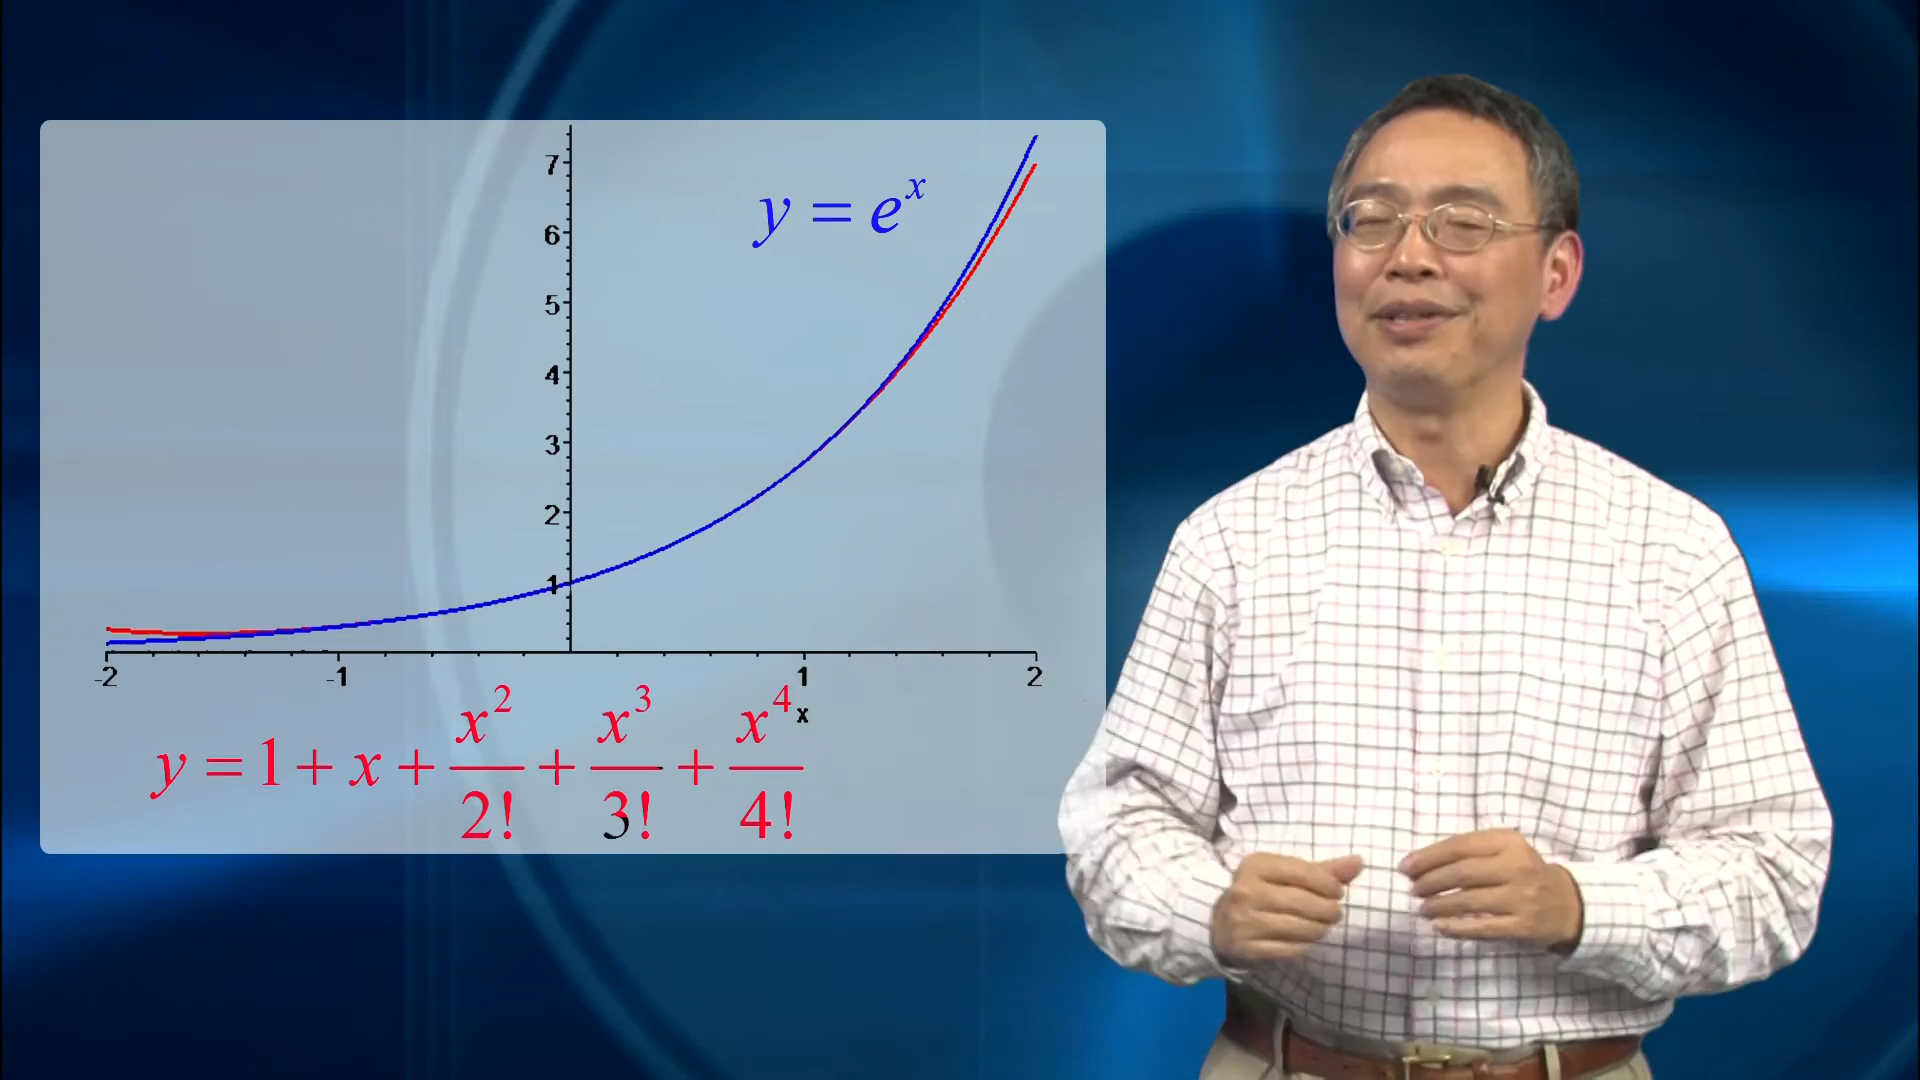 7
y = e^x
6
5
4
3
2
1
-2 -1 1 2
x
y = 1 + x + x^2/2! + x^3/3! + x^4/4!